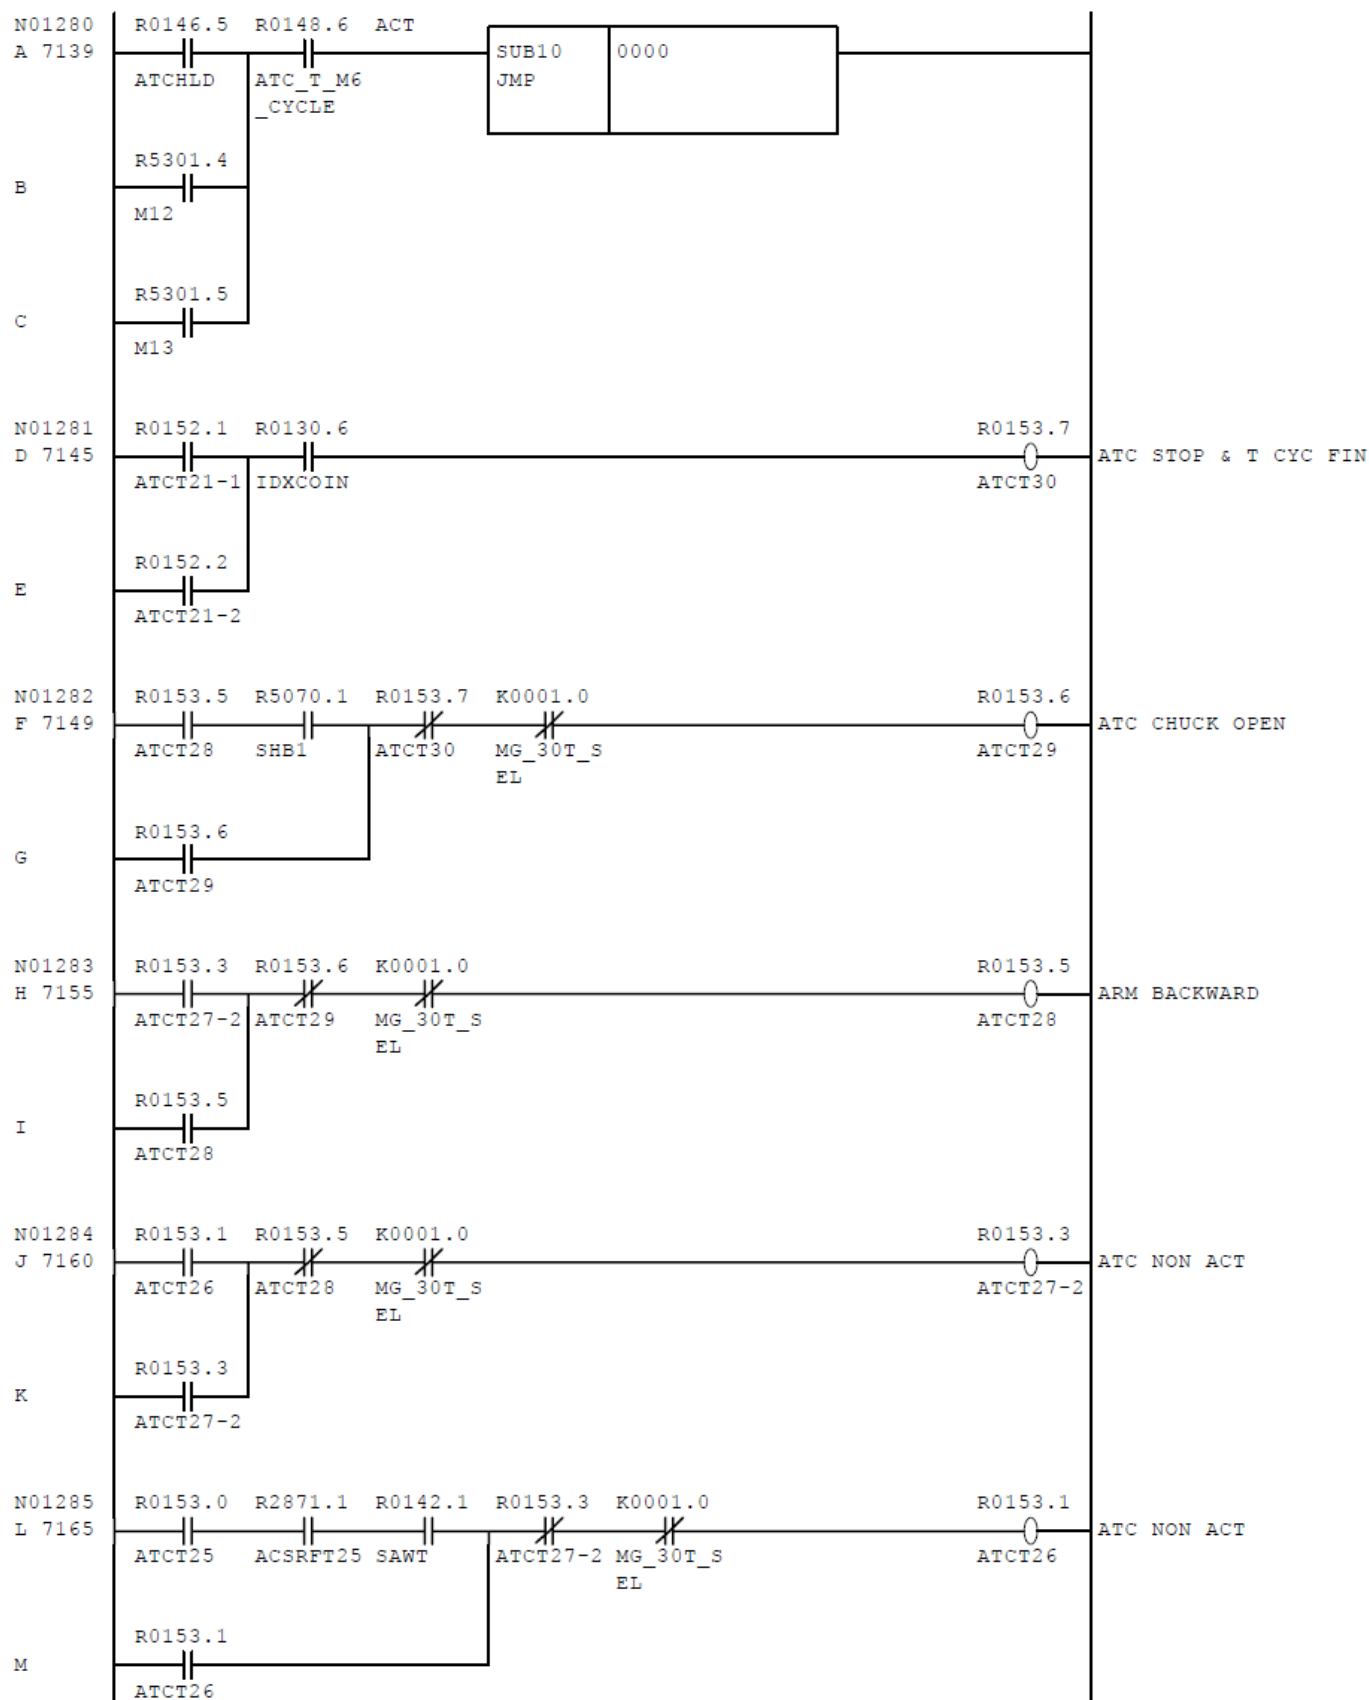 N01280 R0146.5 R0148.6 ACT
A 7139 SUB10 0000
ATCHLD ATC_T_M6 JMP
_CYCLE
R5301.4
B
M12
R5301.5
C
M13
N01281 R0152.1 R0130.6 R0153.7
D 7145 ATC STOP & T CYC FIN
ATCT21-1 IDXCOIN ATCT30
R0152.2
E
ATCT21-2
N01282 R0153.5 R5070.1 R0153.7 K0001.0 R0153.6
F 7149 ATC CHUCK OPEN
ATCT28 SHB1 ATCT30 MG_30T_S ATCT29
EL
R0153.6
G
ATCT29
N01283 R0153.3 R0153.6 K0001.0 R0153.5
H 7155 ARM BACKWARD
ATCT27-2 ATCT29 MG_30T_S ATCT28
EL
R0153.5
I
ATCT28
N01284 R0153.1 R0153.5 K0001.0 R0153.3
J 7160 ATC NON ACT
ATCT26 ATCT28 MG_30T_S ATCT27-2
EL
R0153.3
K
ATCT27-2
N01285 R0153.0 R2871.1 R0142.1 R0153.3 K0001.0 R0153.1
L 7165 ATC NON ACT
ATCT25 ACSRFT25 SAWT ATCT27-2 MG_30T_S ATCT26
EL
R0153.1
M
ATCT26